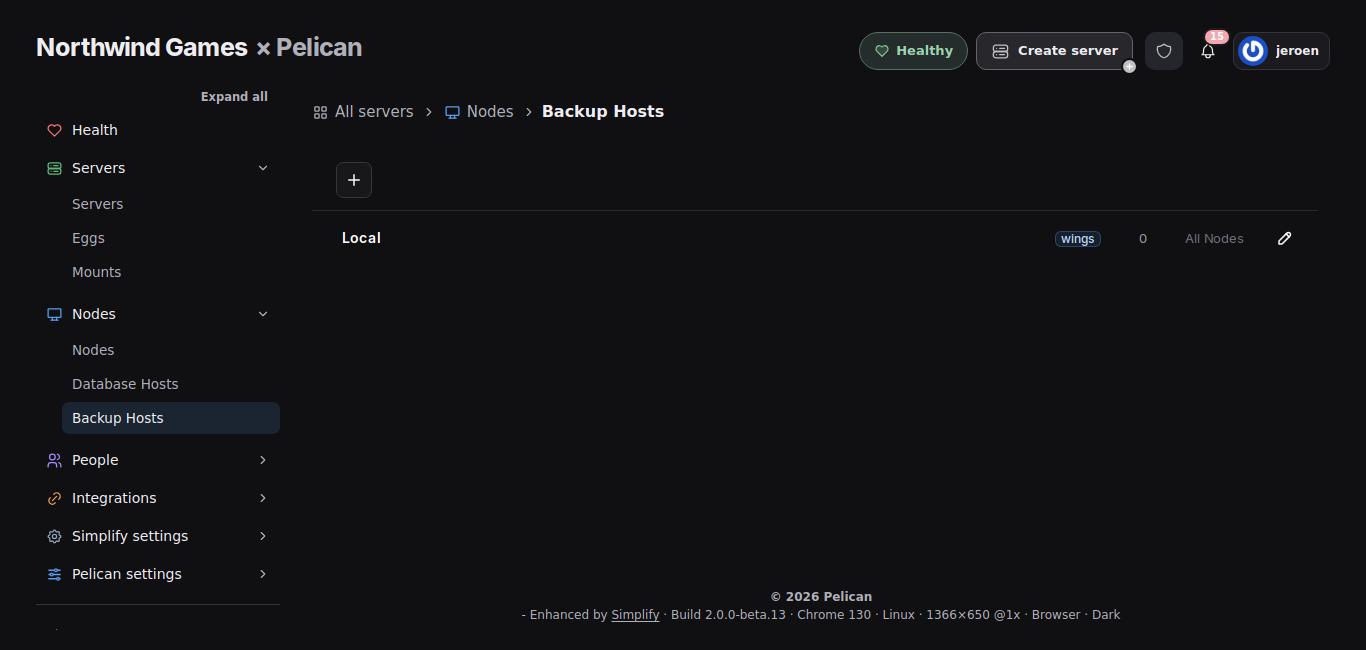 Northwind Games × Pelican
Healthy
Create server
15
jeroen
Expand all
All servers > Nodes > Backup Hosts
Health
Servers
Servers
Eggs
Mounts
Nodes
Nodes
Database Hosts
Backup Hosts
People
Integrations
Simplify settings
Pelican settings
Local wings 0 All Nodes
© 2026 Pelican
- Enhanced by Simplify · Build 2.0.0-beta.13 · Chrome 130 · Linux · 1366×650 @1x · Browser · Dark